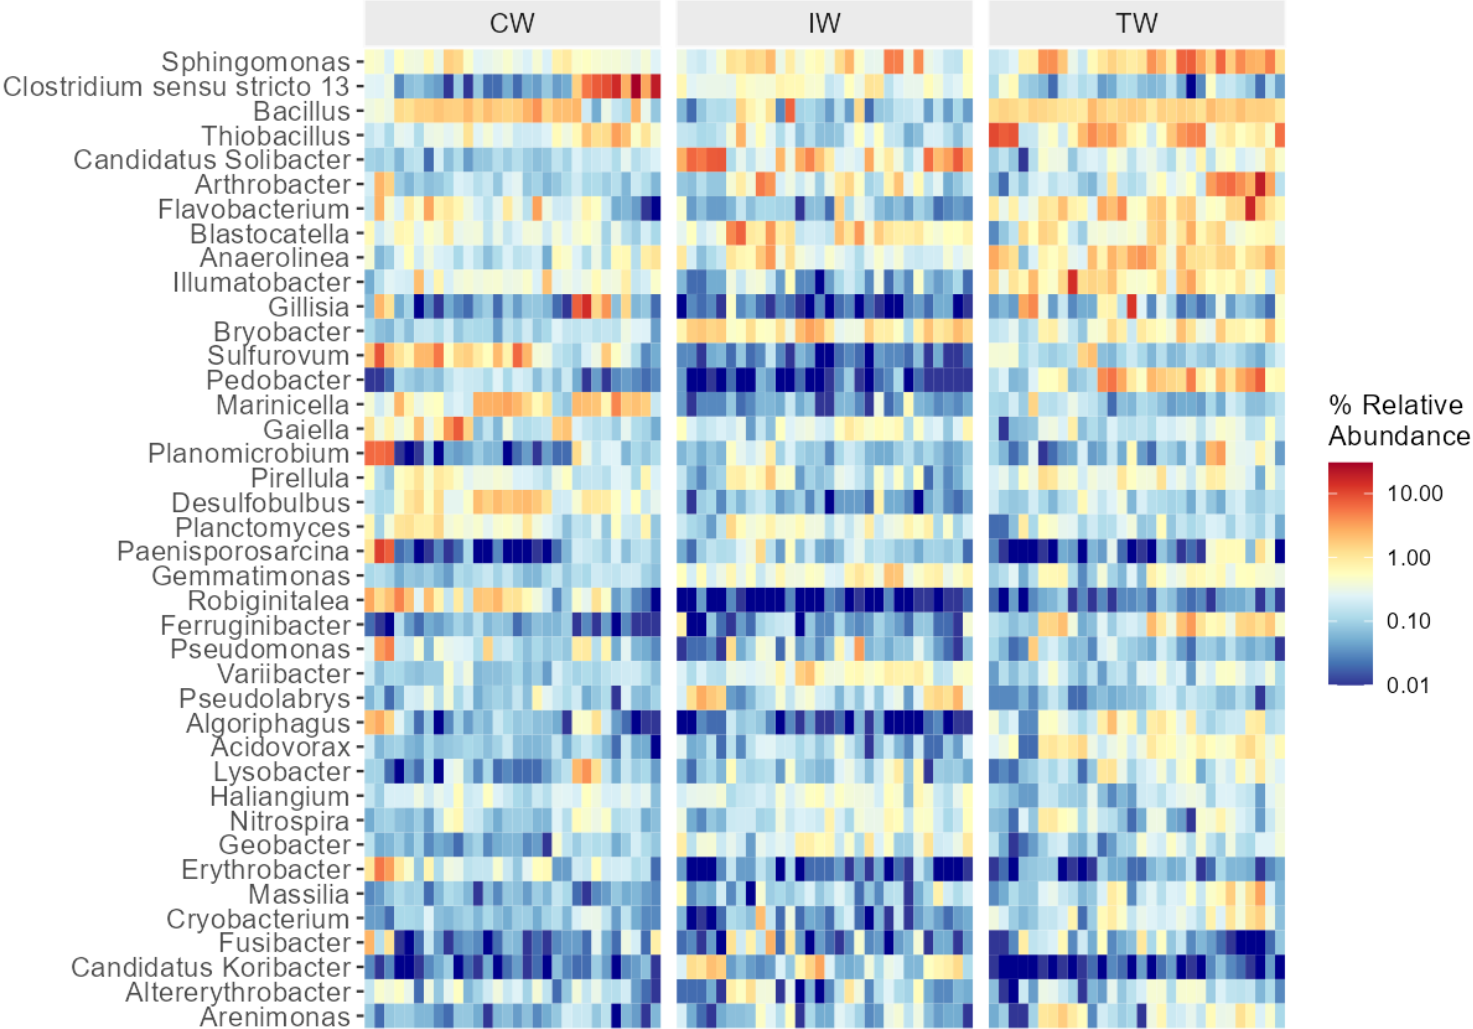 CW IW TW
Sphingomonas
Clostridium sensu stricto 13
Bacillus
Thiobacillus
Candidatus Solibacter
Arthrobacter
Flavobacterium
Blastocatella
Anaerolinea
Illumatobacter
Gillisia
Bryobacter
Sulfurovum
Pedobacter
Marinicella
Gaiella
Planomicrobium
Pirellula
Desulfobulbus
Planctomyces
Paenisporosarcina
Gemmatimonas
Robiginitalea
Ferruginibacter
Pseudomonas
Variibacter
Pseudolabrys
Algoriphagus
Acidovorax
Lysobacter
Haliangium
Nitrospira
Geobacter
Erythrobacter
Massilia
Cryobacterium
Fusibacter
Candidatus Koribacter
Altererythrobacter
Arenimonas
% Relative
Abundance
10.00
1.00
0.10
0.01